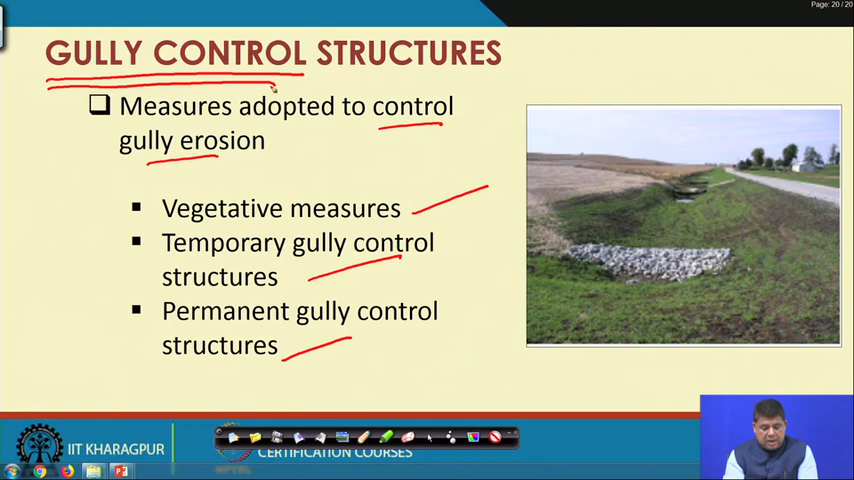 Page: 20 / 20
GULLY CONTROL STRUCTURES
❑ Measures adopted to control
gully erosion
▪ Vegetative measures
▪ Temporary gully control
structures
▪ Permanent gully control
structures
IIT KHARAGPUR
NPTEL
CERTIFICATION COURSES